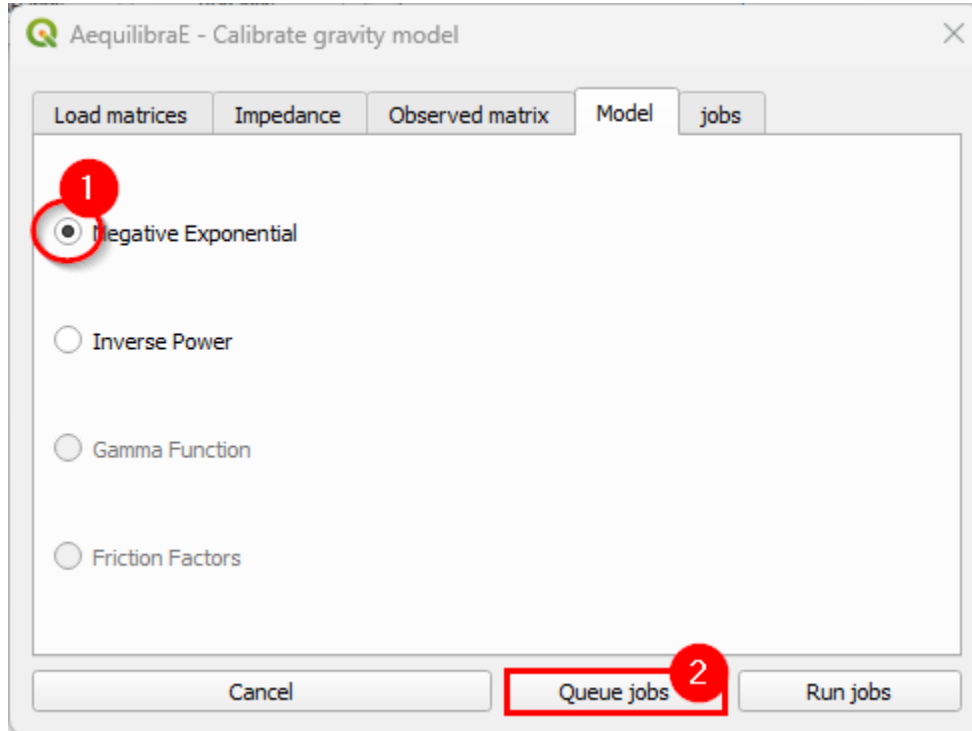 AequilibraE - Calibrate gravity model
Load matrices Impedance Observed matrix Model jobs
1
Negative Exponential
Inverse Power
Gamma Function
Friction Factors
2
Cancel Queue jobs Run jobs